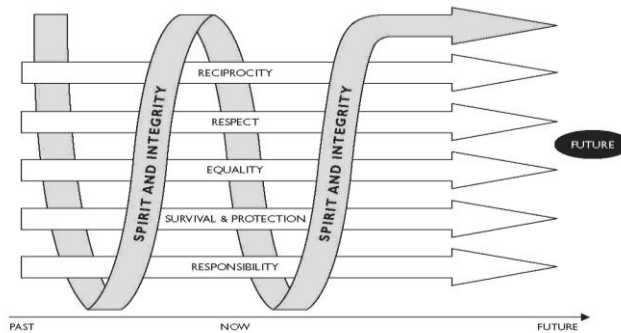 RECIPROCITY
RESPECT
EQUALITY
SURVIVAL & PROTECTION
RESPONSIBILITY
SPIRIT AND INTEGRITY
SPIRIT AND INTEGRITY
FUTURE
PAST
NOW
FUTURE